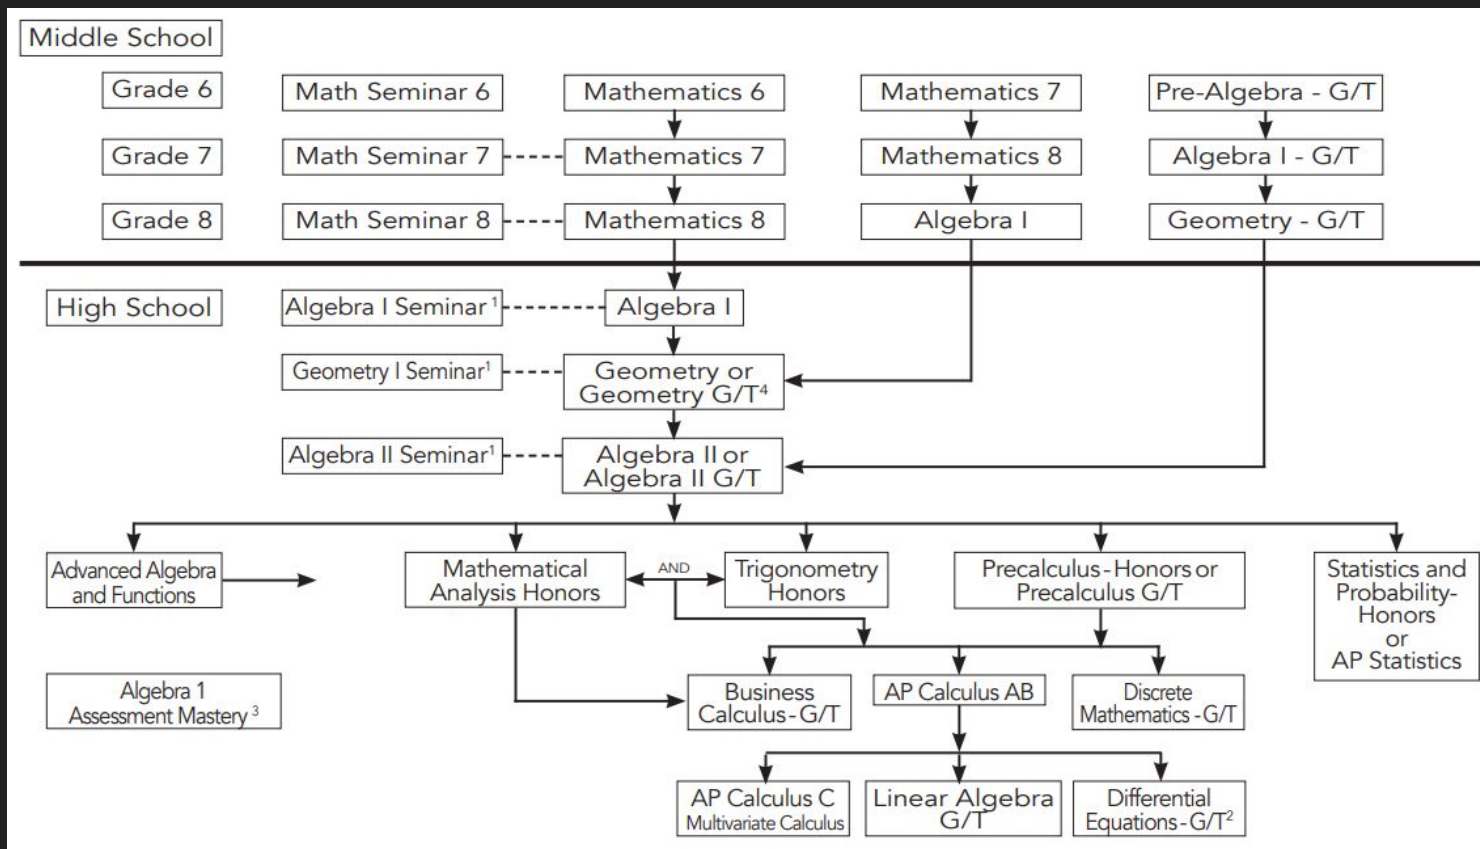 Middle School
Grade 6
Math Seminar 6
Mathematics 6
Mathematics 7
Pre-Algebra - G/T
Grade 7
Math Seminar 7
Mathematics 7
Mathematics 8
Algebra I - G/T
Grade 8
Math Seminar 8
Mathematics 8
Algebra I
Geometry - G/T
High School
Algebra I Seminar ¹
Algebra I
Geometry I Seminar¹
Geometry or
Geometry G/T⁴
Algebra II Seminar¹
Algebra II or
Algebra II G/T
Advanced Algebra
and Functions
Mathematical
Analysis Honors
AND
Trigonometry
Honors
Precalculus-Honors or
Precalculus G/T
Statistics and
Probability-
Honors
or
AP Statistics
Algebra 1
Assessment Mastery ³
Business
Calculus-G/T
AP Calculus AB
Discrete
Mathematics-G/T
AP Calculus C
Multivariate Calculus
Linear Algebra
G/T
Differential
Equations-G/T²